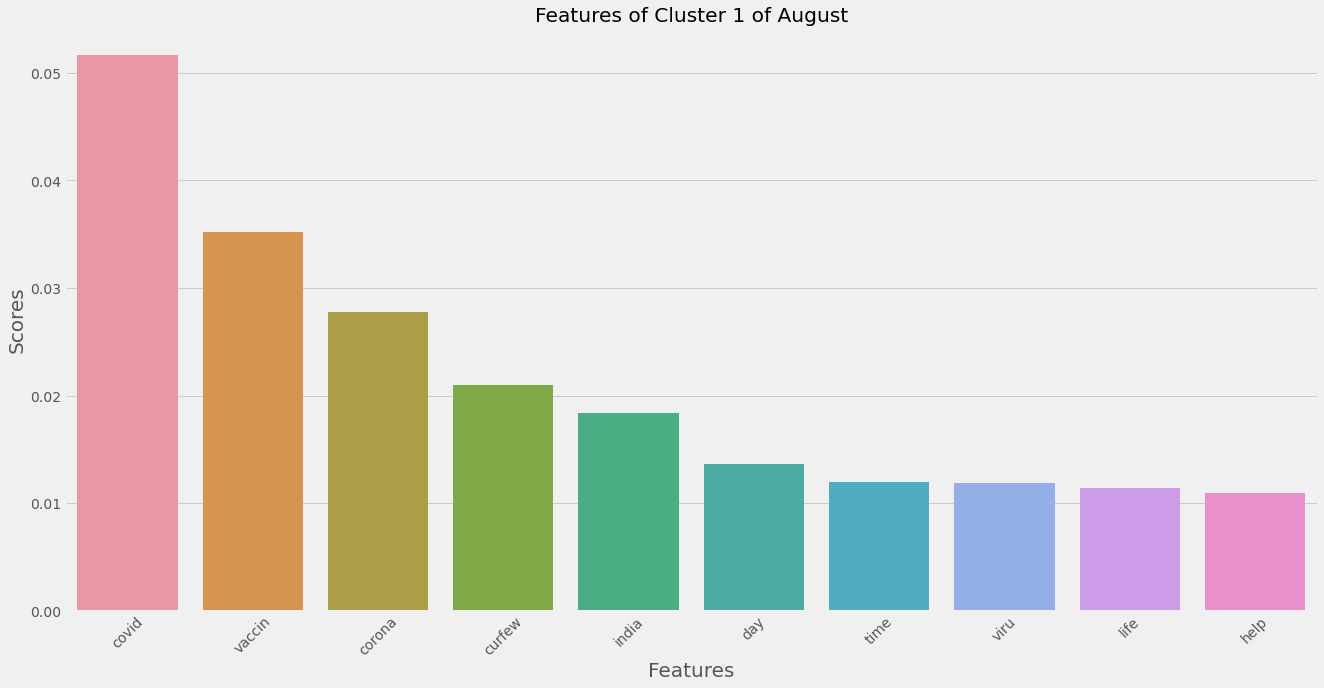 Features of Cluster 1 of August
Scores
0.05
0.04
0.03
0.02
0.01
0.00
covid
vaccin
corona
curfew
india
day
time
viru
life
help
Features